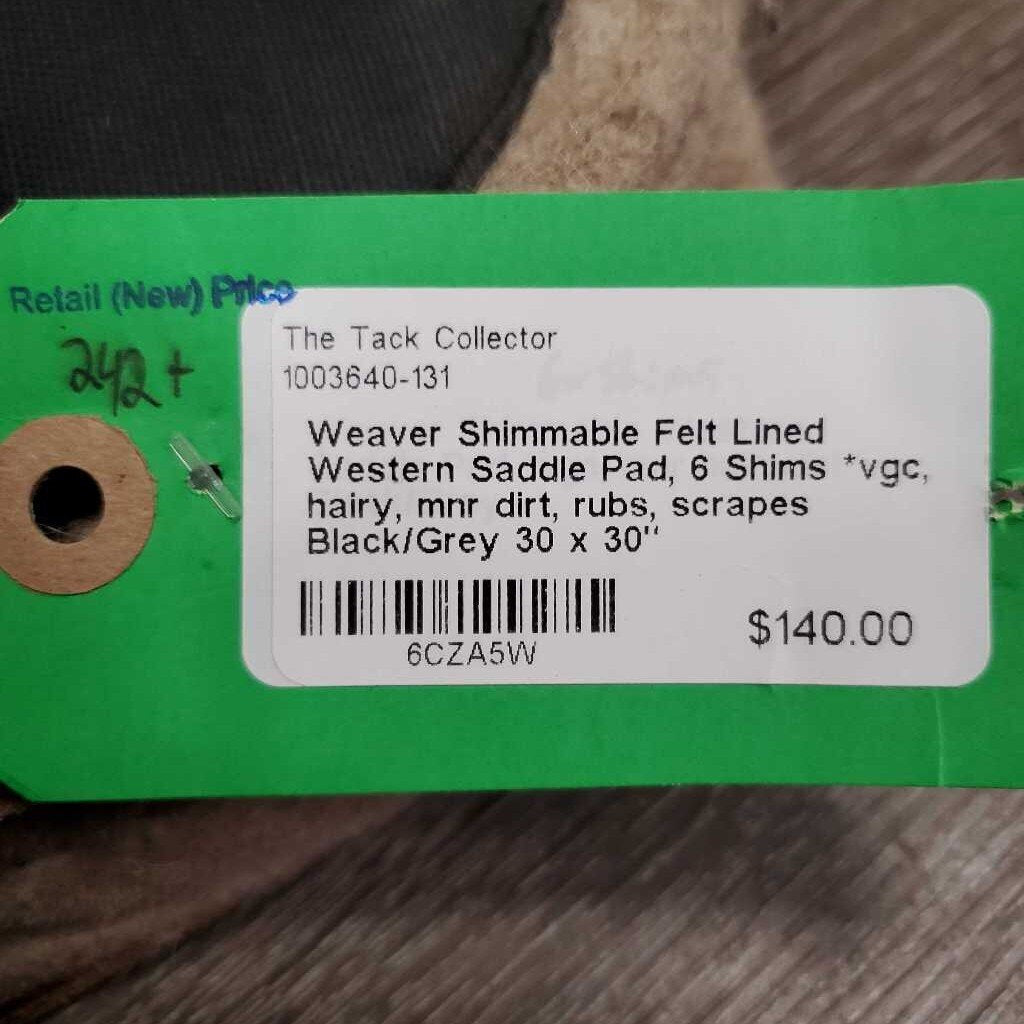 Retail (New) Price
242+
The Tack Collector
1003640-131
Weaver Shimmable Felt Lined
Western Saddle Pad, 6 Shims *vgc,
hairy, mnr dirt, rubs, scrapes
Black/Grey 30 x 30"
6CZA5W
$140.00